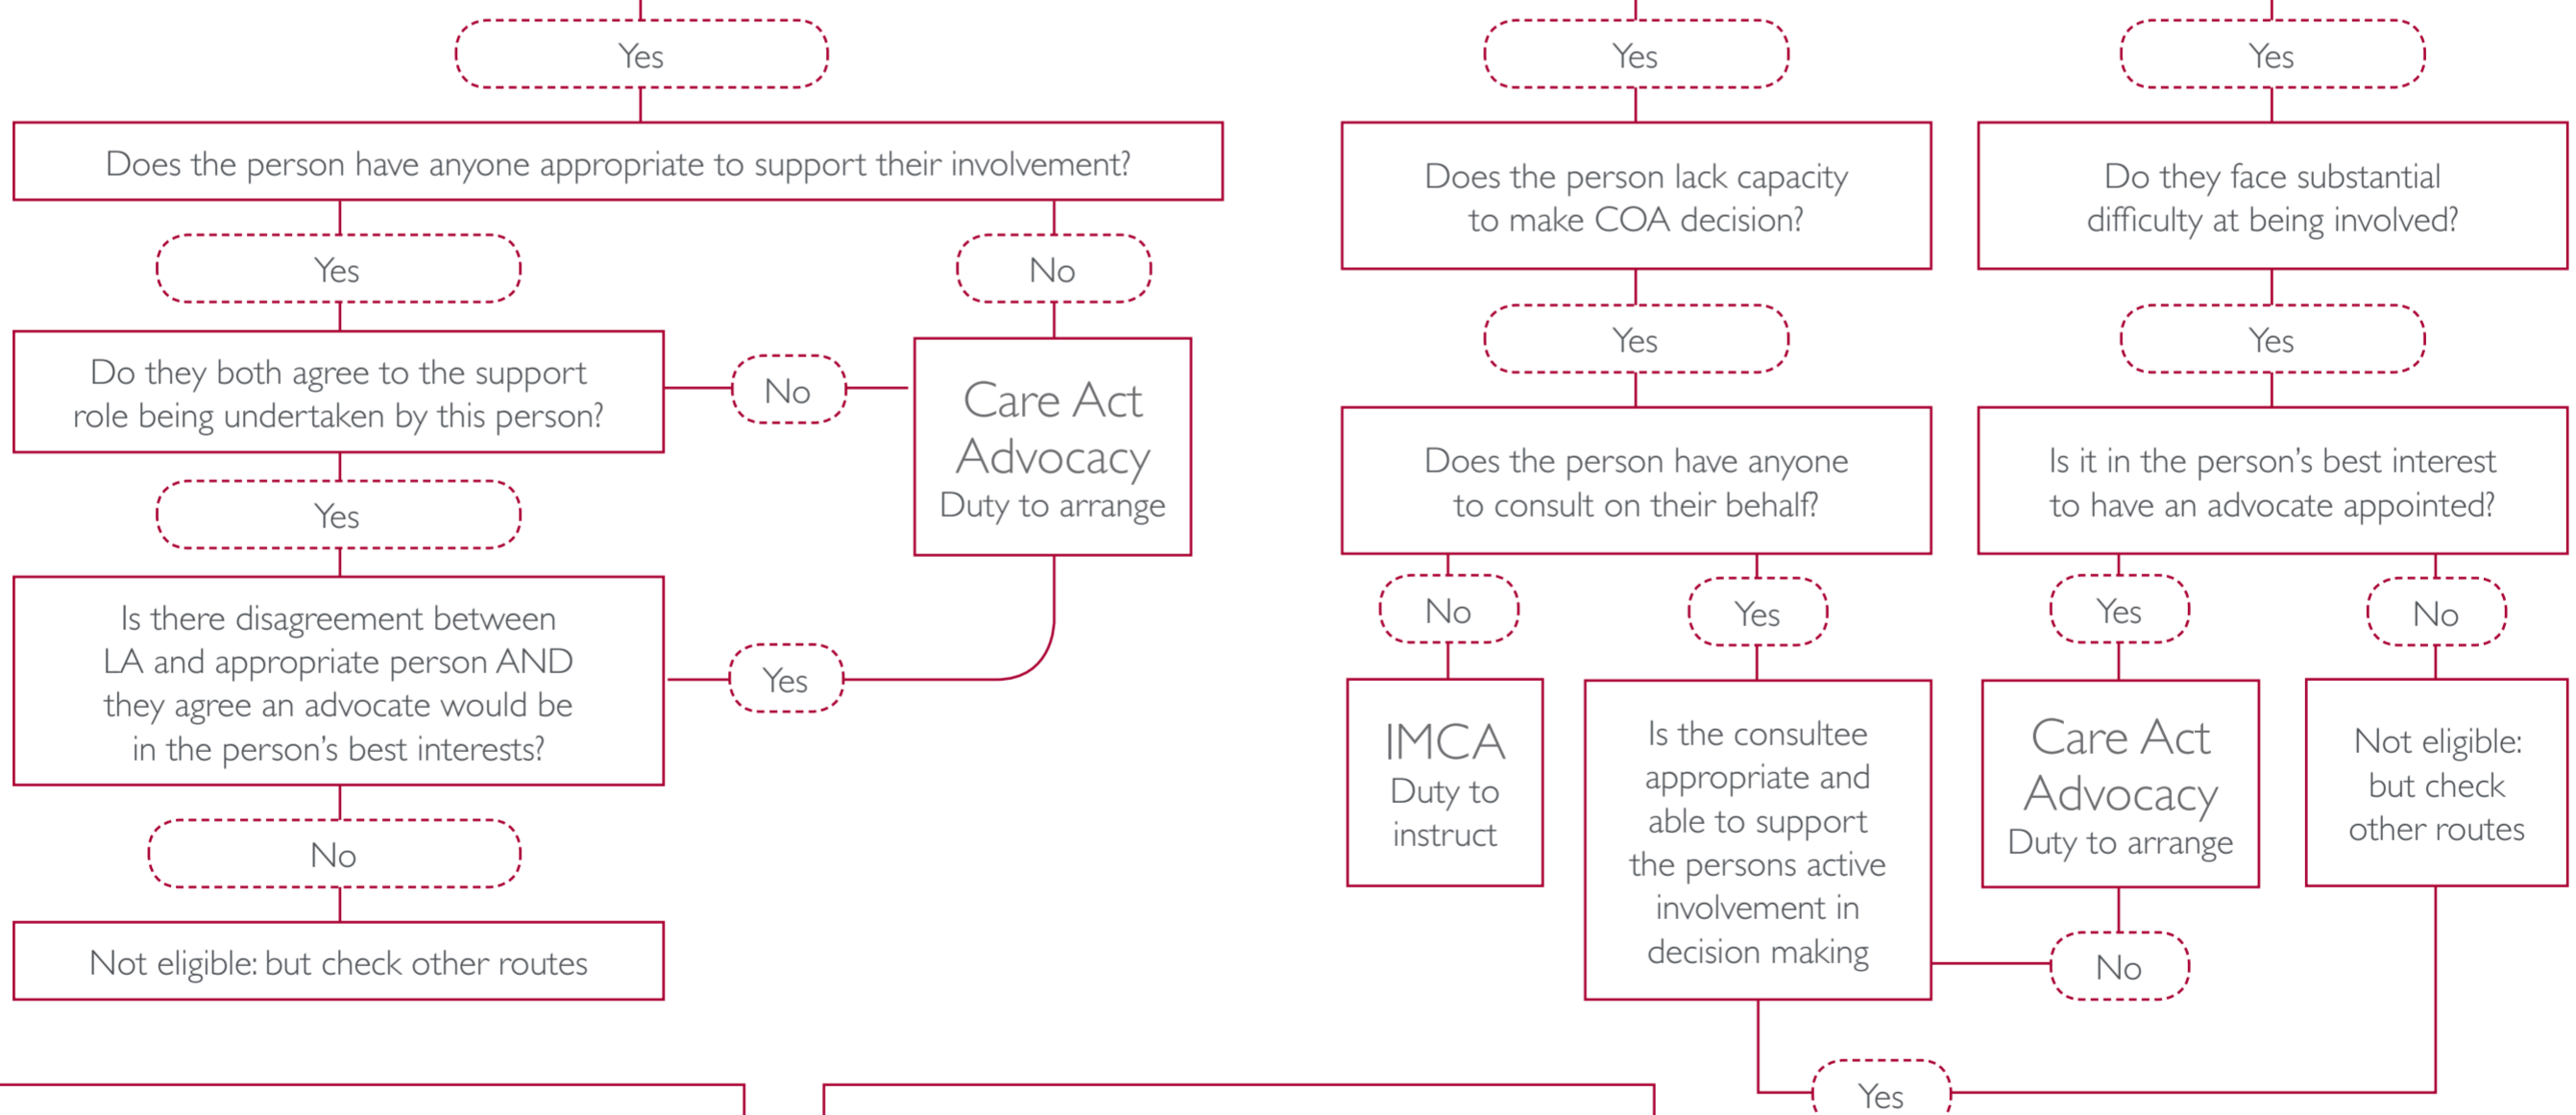 Yes
Does the person have anyone appropriate to support their involvement?
Yes
No
Do they both agree to the support
role being undertaken by this person?
No
Care Act
Advocacy
Duty to arrange
Yes
Is there disagreement between
LA and appropriate person AND
they agree an advocate would be
in the person’s best interests?
Yes
No
Not eligible: but check other routes
Yes
Does the person lack capacity
to make COA decision?
Yes
Does the person have anyone
to consult on their behalf?
No
Yes
IMCA
Duty to
instruct
Is the consultee
appropriate and
able to support
the persons active
involvement in
decision making
Yes
Do they face substantial
difficulty at being involved?
Yes
Is it in the person’s best interest
to have an advocate appointed?
Yes
No
Care Act
Advocacy
Duty to arrange
Not eligible:
but check
other routes
No
Yes